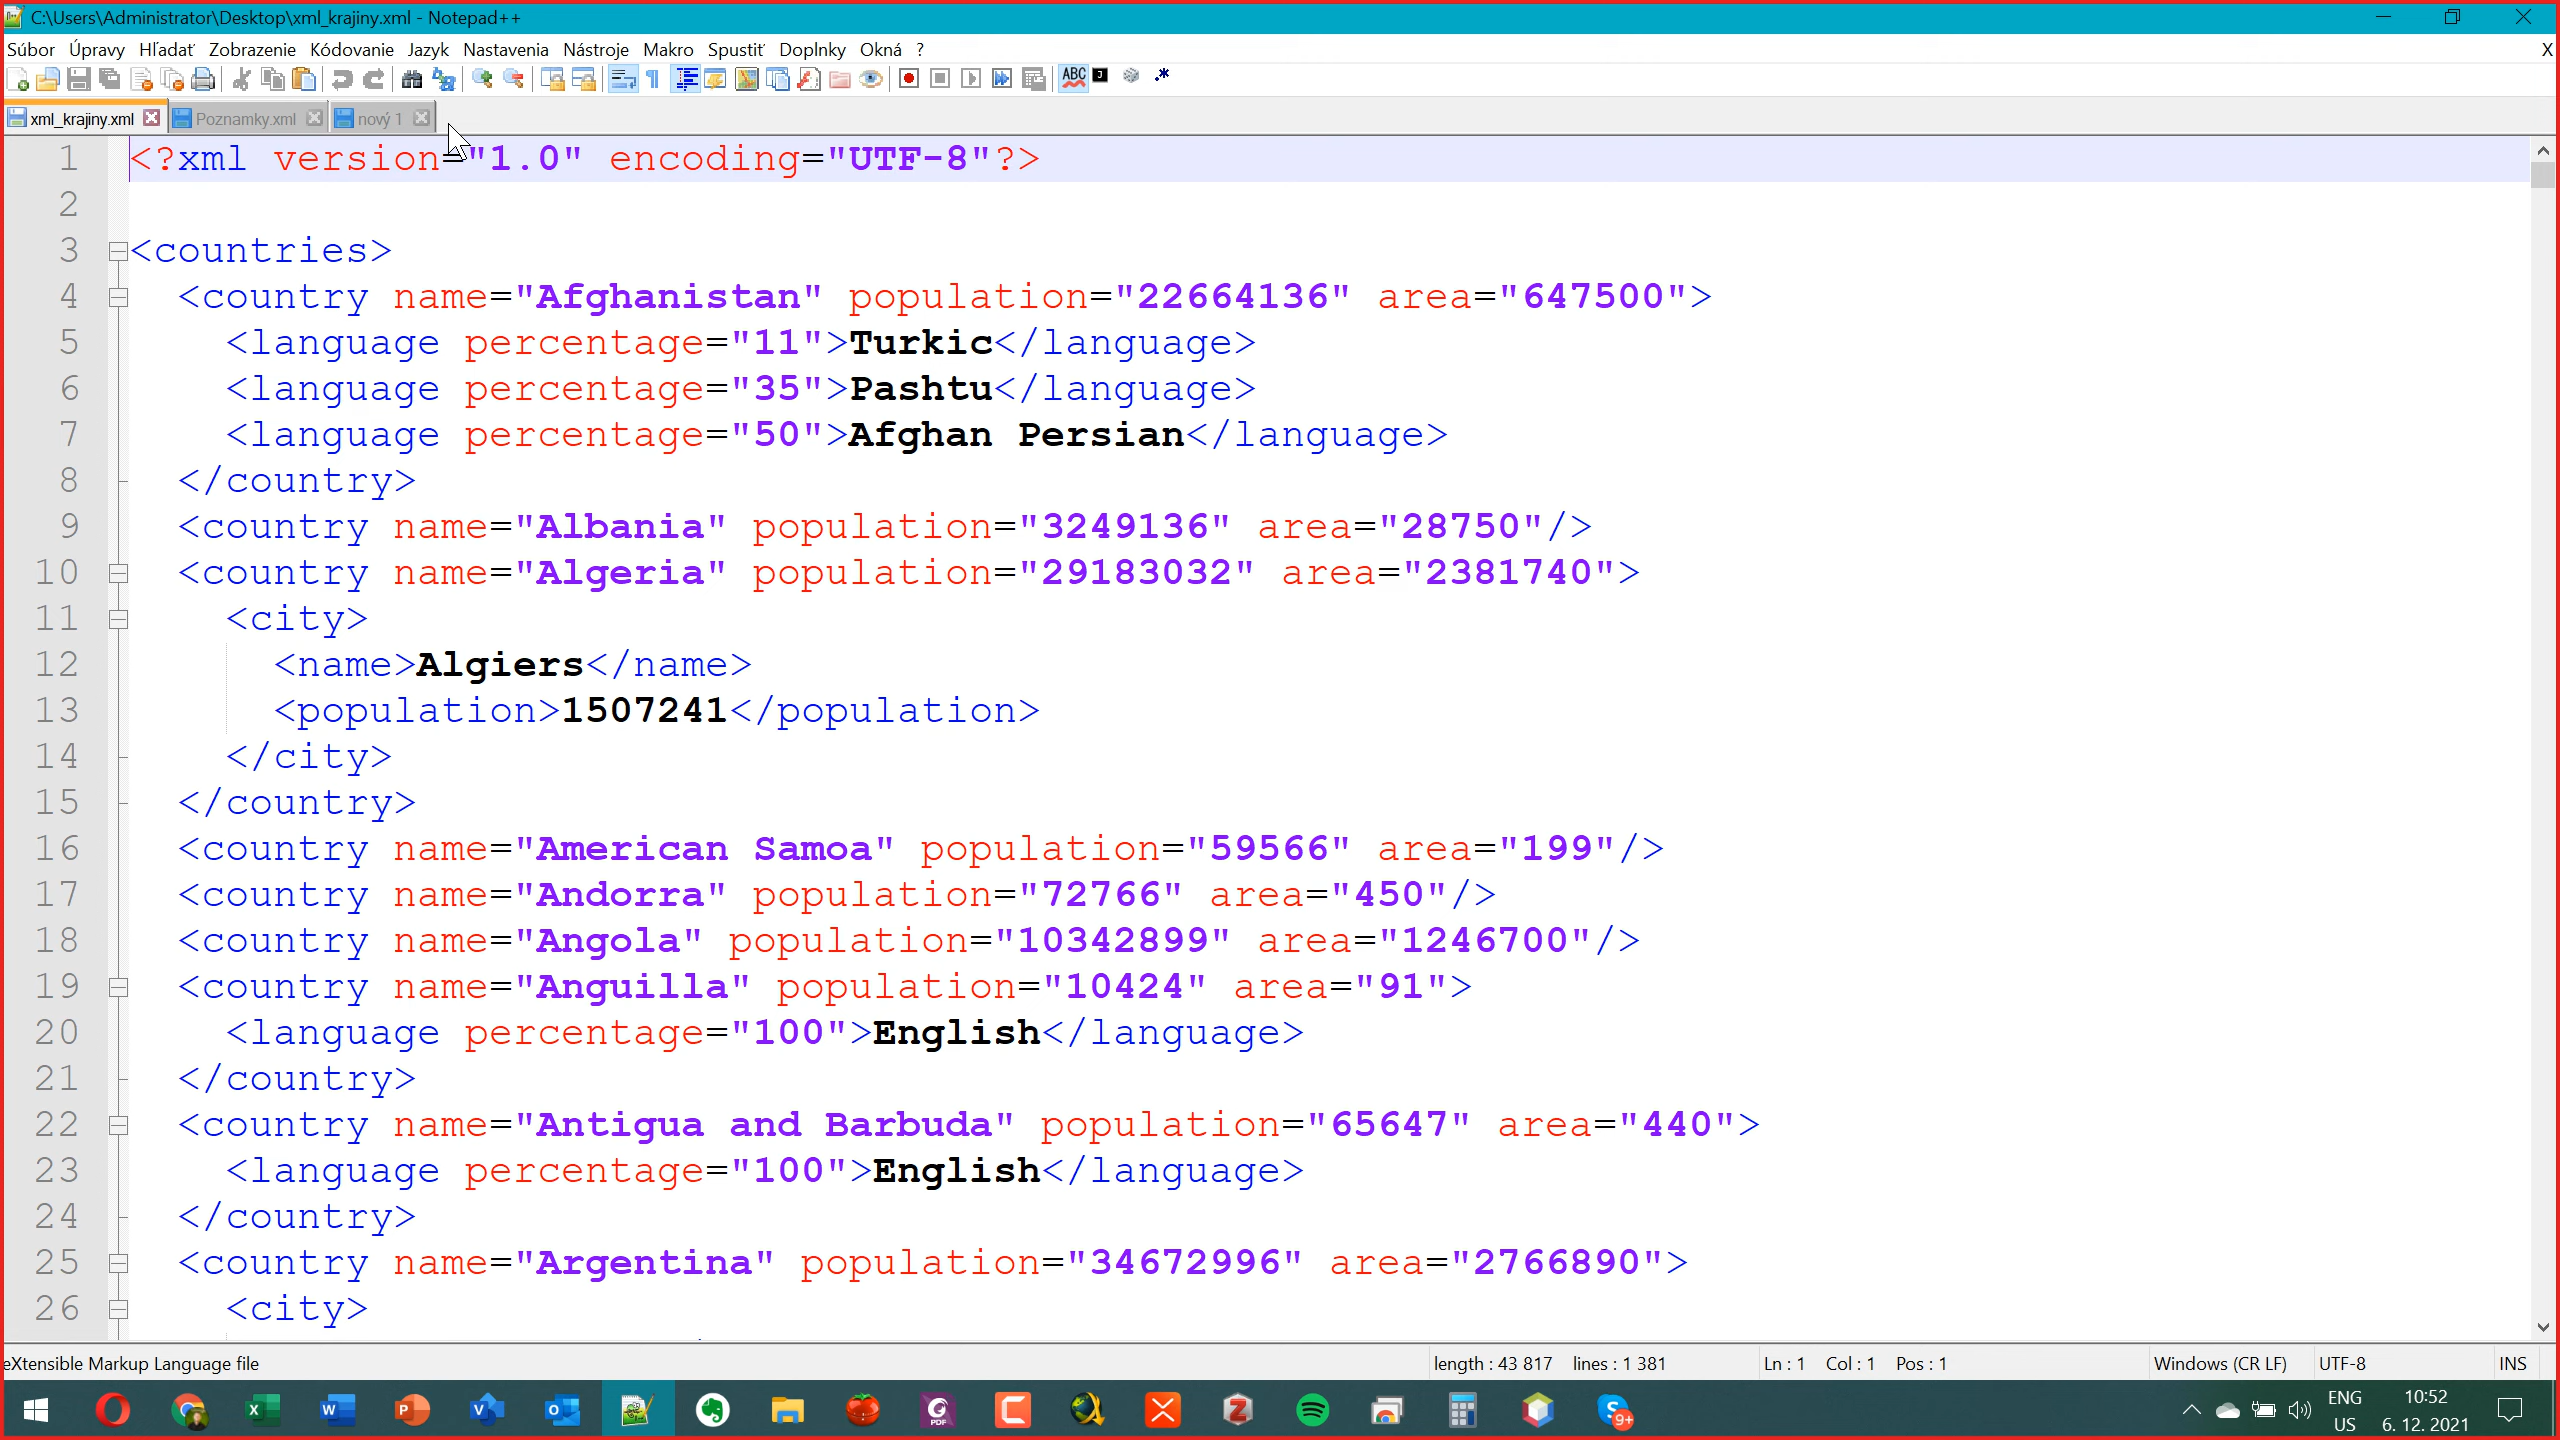 C:\Users\Administrator\Desktop\xml_krajiny.xml - Notepad++
Súbor Úpravy Hľadať Zobrazenie Kódovanie Jazyk Nastavenia Nástroje Makro Spustiť Doplnky Okná ? X
ABC
xml_krajiny.xml Poznamky.xml nový 1
1 <?xml version="1.0" encoding="UTF-8"?>
2
3 <countries>
4 <country name="Afghanistan" population="22664136" area="647500">
5 <language percentage="11">Turkic</language>
6 <language percentage="35">Pashtu</language>
7 <language percentage="50">Afghan Persian</language>
8 </country>
9 <country name="Albania" population="3249136" area="28750"/>
10 <country name="Algeria" population="29183032" area="2381740">
11 <city>
12 <name>Algiers</name>
13 <population>1507241</population>
14 </city>
15 </country>
16 <country name="American Samoa" population="59566" area="199"/>
17 <country name="Andorra" population="72766" area="450"/>
18 <country name="Angola" population="10342899" area="1246700"/>
19 <country name="Anguilla" population="10424" area="91">
20 <language percentage="100">English</language>
21 </country>
22 <country name="Antigua and Barbuda" population="65647" area="440">
23 <language percentage="100">English</language>
24 </country>
25 <country name="Argentina" population="34672996" area="2766890">
26 <city>
eXtensible Markup Language file length : 43 817 lines : 1 381 Ln : 1 Col : 1 Pos : 1 Windows (CR LF) UTF-8 INS
ENG 10:52
US 6. 12. 2021